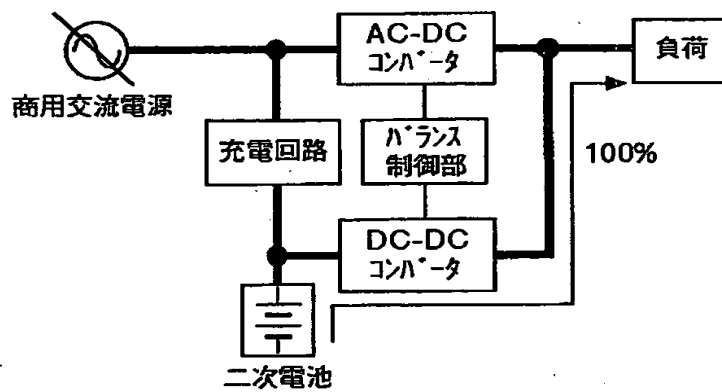 AC-DC
コンバータ
負荷
商用交流電源
充電回路
バランス
制御部
100%
DC-DC
コンバータ
二次電池